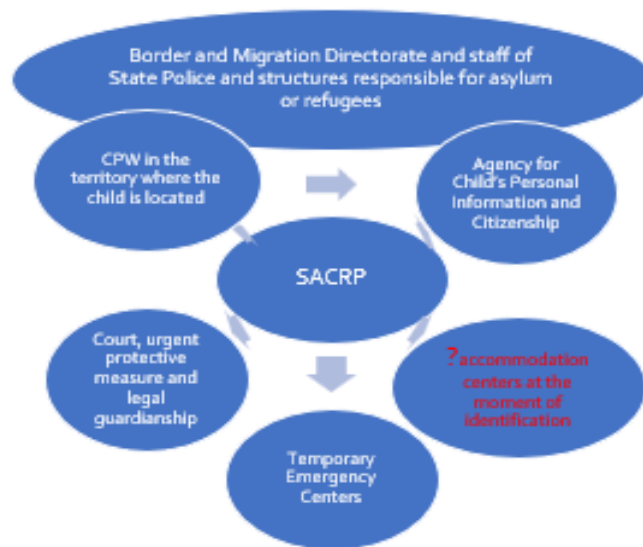 Border and Migration Directorate and staff of
State Police and structures responsible for asylum
or refugees
CPW in the
territory where the
child is located
Agency for
Child's Personal
Information and
Citizenship
SACRP
Court, urgent
protective
measure and
legal
guardianship
?accommodation
centers at the
moment of
identification
Temporary
Emergency
Centers